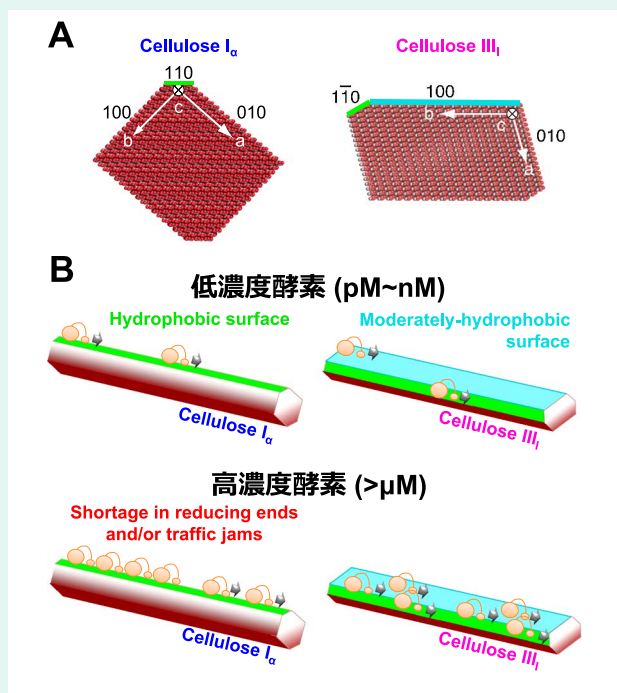 A
Cellulose Iα
110
100
010
c
b
a
Cellulose IIII
11̅0
100
b
c
010
a
B
低濃度酵素 (pM~nM)
Hydrophobic surface
Moderately-hydrophobic
surface
Cellulose Iα
Cellulose IIII
高濃度酵素 (>μM)
Shortage in reducing ends
and/or traffic jams
Cellulose Iα
Cellulose IIII